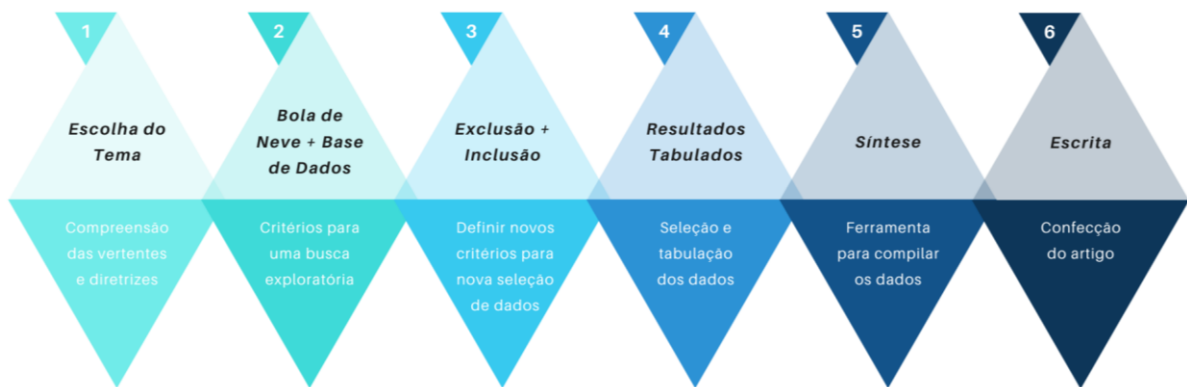 1
Escolha do
Tema
Compreensão
das vertentes
e diretrizes
2
Bola de
Neve + Base
de Dados
Critérios para
uma busca
exploratória
3
Exclusão +
Inclusão
Definir novos
critérios para
nova seleção
de dados
4
Resultados
Tabulados
Seleção e
tabulação
dos dados
5
Síntese
Ferramenta
para compilar
os dados
6
Escrita
Confecção
do artigo